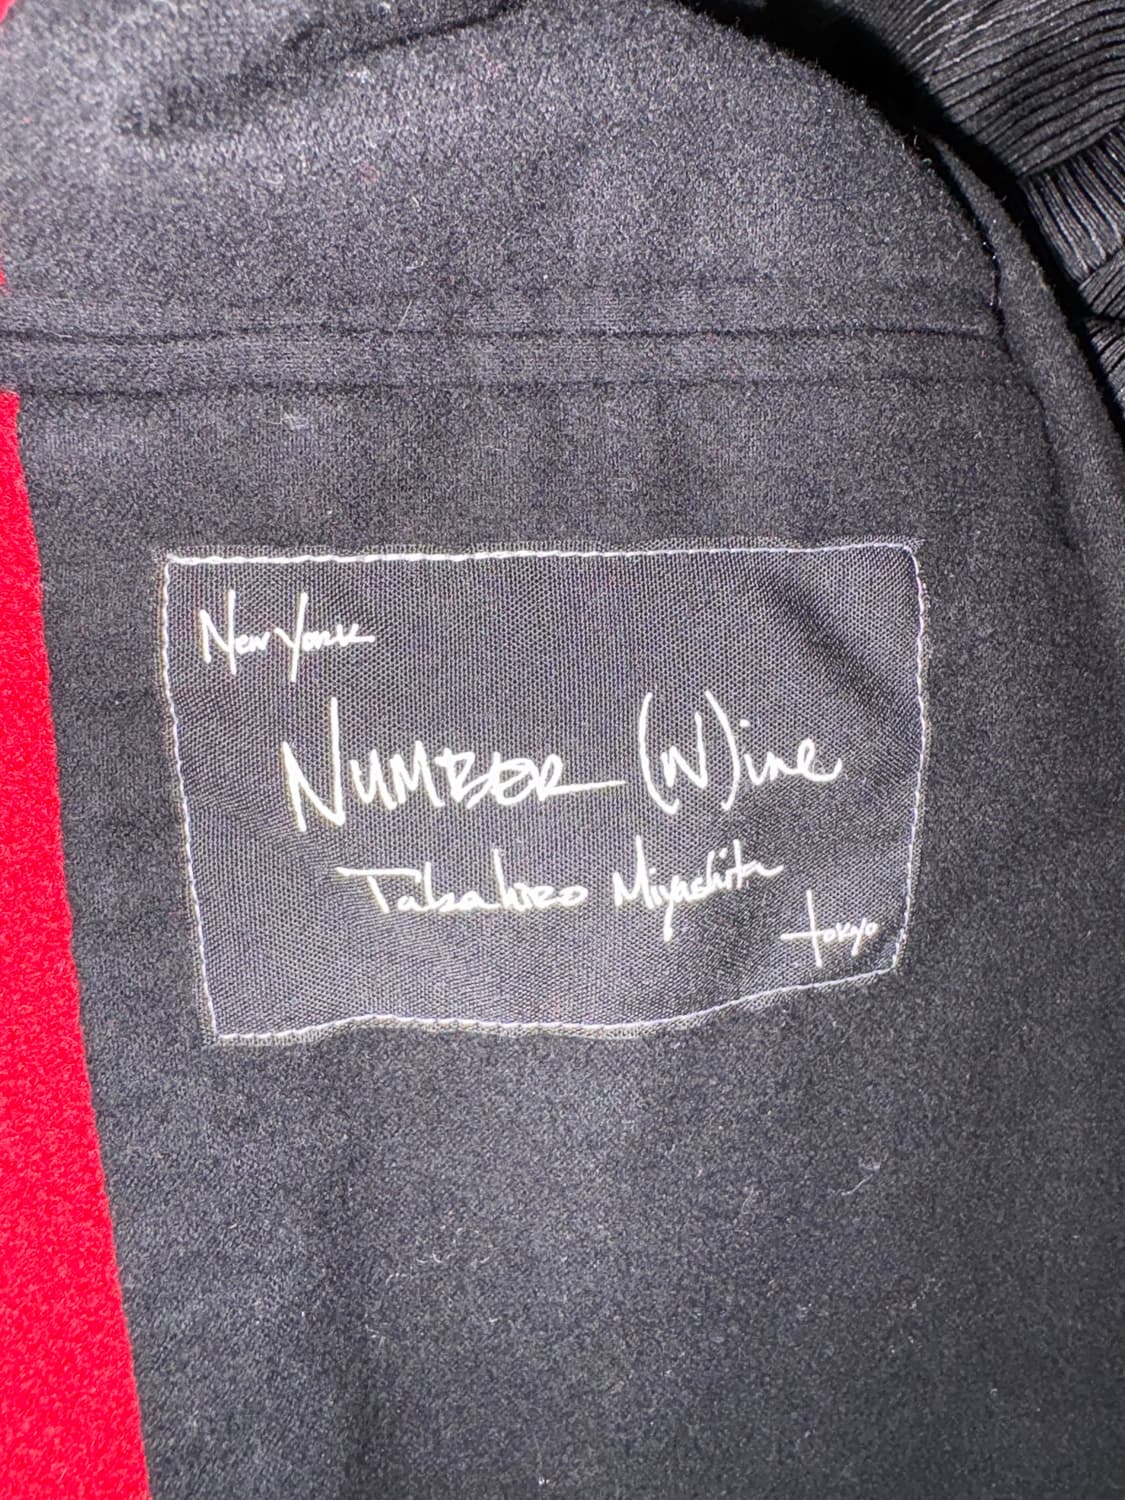 New York
NUMBER (N)ine
Takahiro Miyashita
tokyo